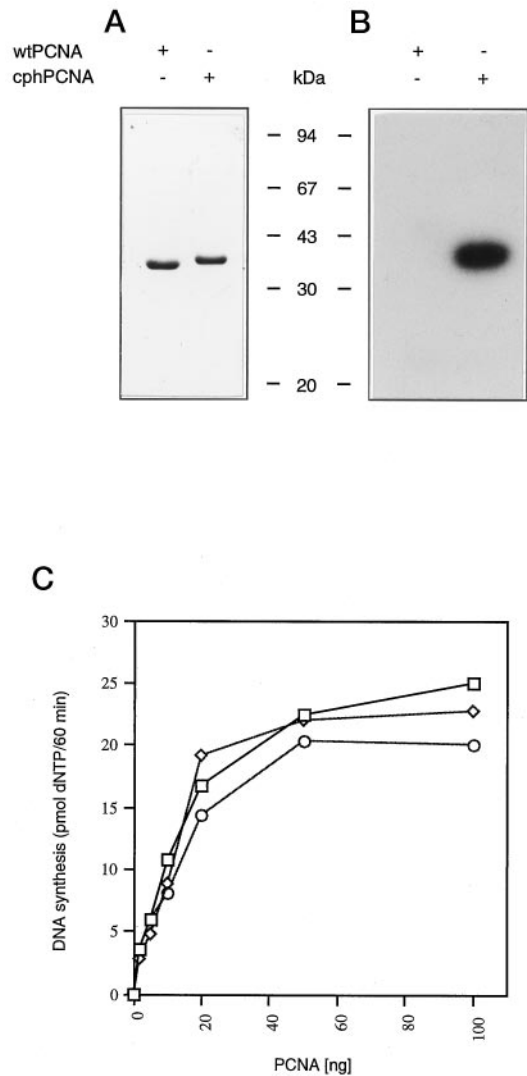 A
B
wtPCNA + - + -
cphPCNA - + kDa - +
– 94 –
– 67 –
– 43 –
– 30 –
– 20 –
C
30
25
20
15
10
5
0
DNA synthesis (pmol dNTP/60 min)
0 20 40 60 80 100
PCNA [ng]